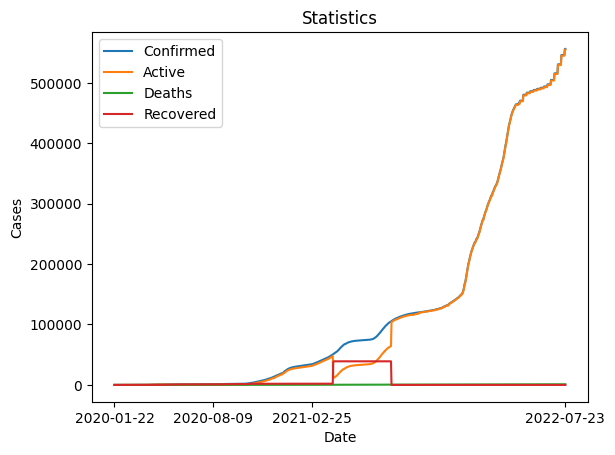 Statistics
Confirmed
Active
Deaths
Recovered
500000
400000
300000
200000
100000
0
Cases
2020-01-22 2020-08-09 2021-02-25 2022-07-23
Date